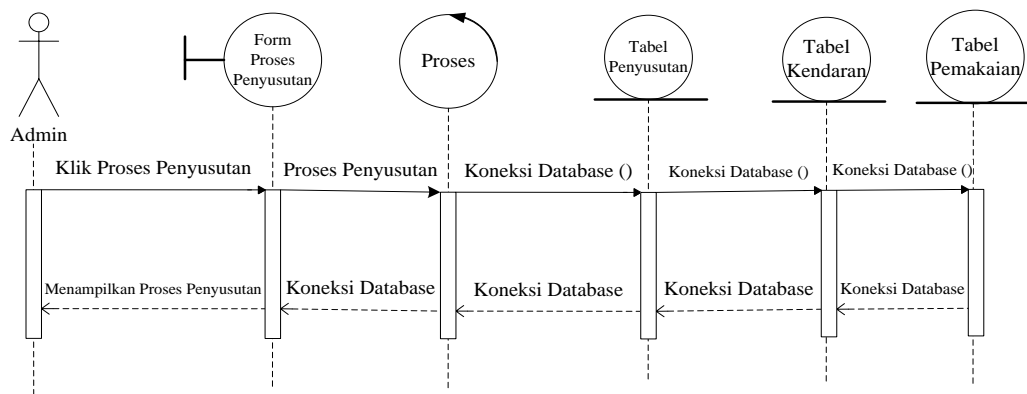 Form
Proses
Penyusutan
Proses
Tabel
Penyusutan
Tabel
Kendaran
Tabel
Pemakaian
Admin
Klik Proses Penyusutan
Proses Penyusutan
Koneksi Database ()
Koneksi Database ()
Koneksi Database ()
Menampilkan Proses Penyusutan
Koneksi Database
Koneksi Database
Koneksi Database
Koneksi Database